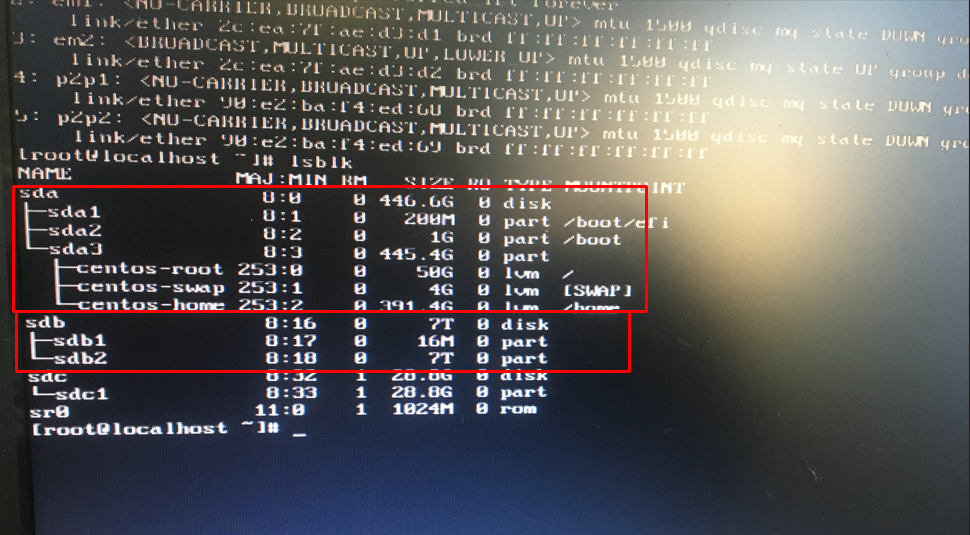 2: em1: <NO-CARRIER,BROADCAST,MULTICAST,UP> mtu 1500 qdisc mq state DOWN grou
link/ether 2c:ea:7f:ae:d3:d1 brd ff:ff:ff:ff:ff:ff
3: em2: <BROADCAST,MULTICAST,UP,LOWER_UP> mtu 1500 qdisc mq state UP group d
link/ether 2c:ea:7f:ae:d3:d2 brd ff:ff:ff:ff:ff:ff
4: p2p1: <NO-CARRIER,BROADCAST,MULTICAST,UP> mtu 1500 qdisc mq state DOWN gr
link/ether 90:e2:ba:f4:ed:68 brd ff:ff:ff:ff:ff:ff
5: p2p2: <NO-CARRIER,BROADCAST,MULTICAST,UP> mtu 1500 qdisc mq state DOWN gro
link/ether 90:e2:ba:f4:ed:69 brd ff:ff:ff:ff:ff:ff
[root@localhost ~]# lsblk
NAME MAJ:MIN RM SIZE RO TYPE MOUNTPOINT
sda 8:0 0 446.6G 0 disk
├─sda1 8:1 0 200M 0 part /boot/efi
├─sda2 8:2 0 1G 0 part /boot
└─sda3 8:3 0 445.4G 0 part
├─centos-root 253:0 0 50G 0 lvm /
├─centos-swap 253:1 0 4G 0 lvm [SWAP]
└─centos-home 253:2 0 391.4G 0 lvm /home
sdb 8:16 0 7T 0 disk
├─sdb1 8:17 0 16M 0 part
└─sdb2 8:18 0 7T 0 part
sdc 8:32 1 28.8G 0 disk
└─sdc1 8:33 1 28.8G 0 part
sr0 11:0 1 1024M 0 rom
[root@localhost ~]# _